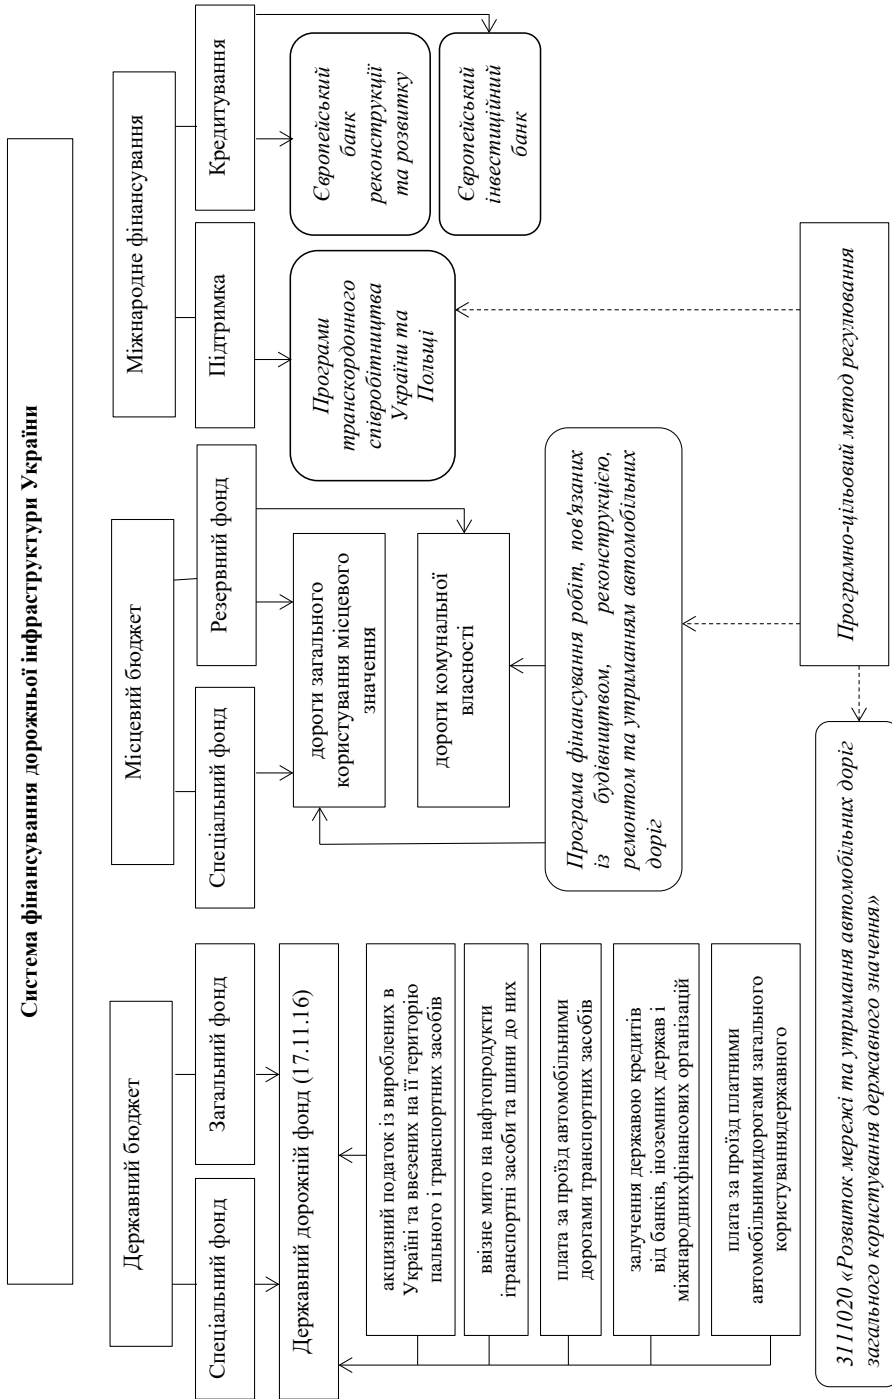 Система фінансування дорожньої інфраструктури України
Державний бюджет
Спеціальний фонд
Загальний фонд
Державний дорожній фонд (17.11.16)
акцизний податок із вироблених в
Україні та ввезених на її територію
пального і транспортних засобів
ввізне мито на нафтопродукти
ітранспортні засоби та шини до них
плата за проїзд автомобільними
дорогами транспортних засобів
залучення державою кредитів
від банків, іноземних держав і
міжнароднихфінансових організацій
плата за проїзд платними
автомобільнимидорогами загального
користуваннядержавного
Місцевий бюджет
Спеціальний фонд
Резервний фонд
дороги загального
користування місцевого
значення
дороги комунальної
власності
Програма фінансування робіт, пов'язаних
із будівництвом, реконструкцією,
ремонтом та утриманням автомобільних
доріг
Міжнародне фінансування
Підтримка
Кредитування
Програми
транскордонного
співробітництва
України та
Польщі
Європейський
банк
реконструкції
та розвитку
Європейський
інвестиційний
банк
3111020 «Розвиток мережі та утримання автомобільних доріг
загального користування державного значення»
Програмно-цільовий метод регулювання